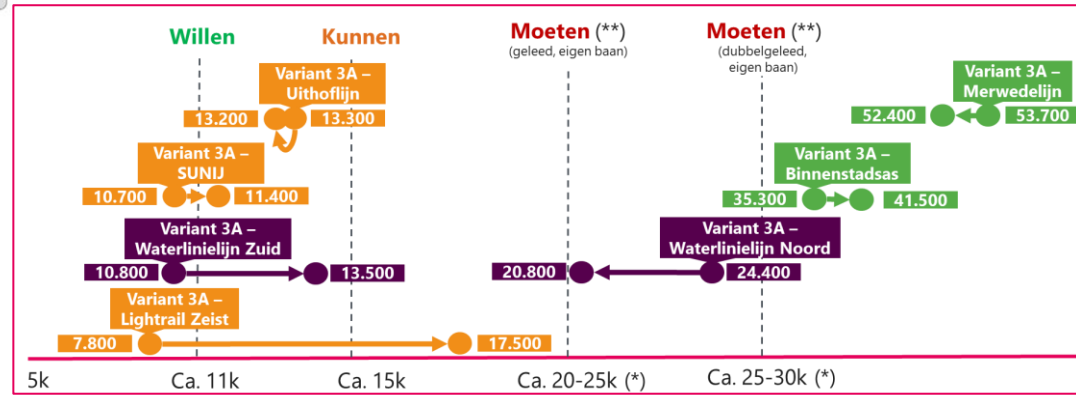 Willen
Kunnen
Moeten (**)
(geleed, eigen baan)
Moeten (**)
(dubbelgeleed,
eigen baan)
Variant 3A –
Uithoflijn
13.200
13.300
Variant 3A –
Merwedelijn
52.400
53.700
Variant 3A –
SUNIJ
10.700
11.400
Variant 3A –
Binnenstadsas
35.300
41.500
Variant 3A –
Waterlinielijn Zuid
10.800
13.500
Variant 3A –
Waterlinielijn Noord
20.800
24.400
Variant 3A –
Lightrail Zeist
7.800
17.500
5k
Ca. 11k
Ca. 15k
Ca. 20-25k (*)
Ca. 25-30k (*)